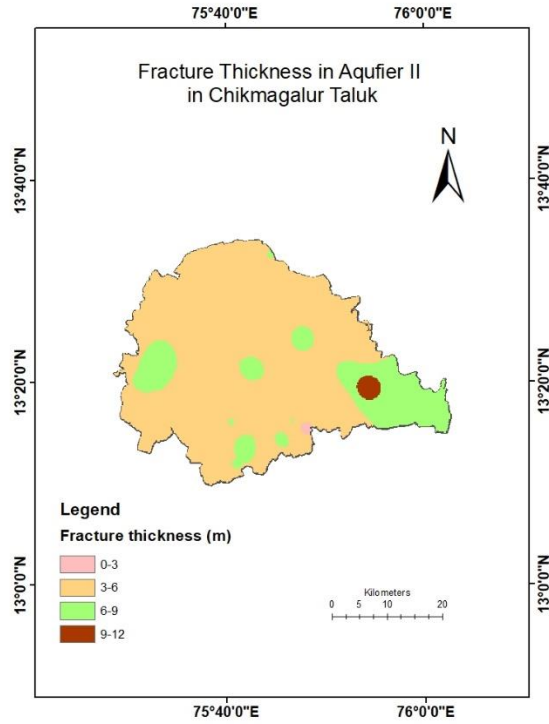 75°40'0"E 76°0'0"E
Fracture Thickness in Aqufier II
in Chikmagalur Taluk
N
13°40'0"N 13°40'0"N
13°20'0"N 13°20'0"N
Legend
Fracture thickness (m)
0-3
3-6
6-9
9-12
Kilometers
0 5 10 20
13°0'0"N 13°0'0"N
75°40'0"E 76°0'0"E